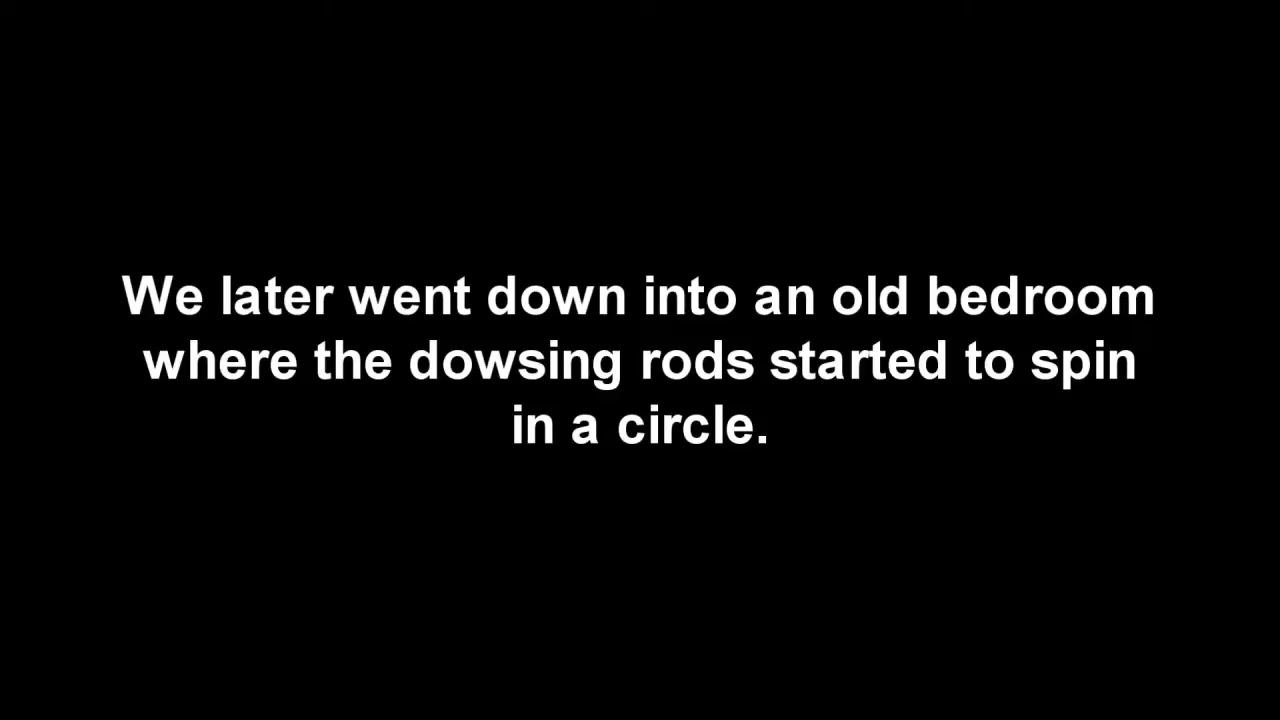 We later went down into an old bedroom
where the dowsing rods started to spin
in a circle.